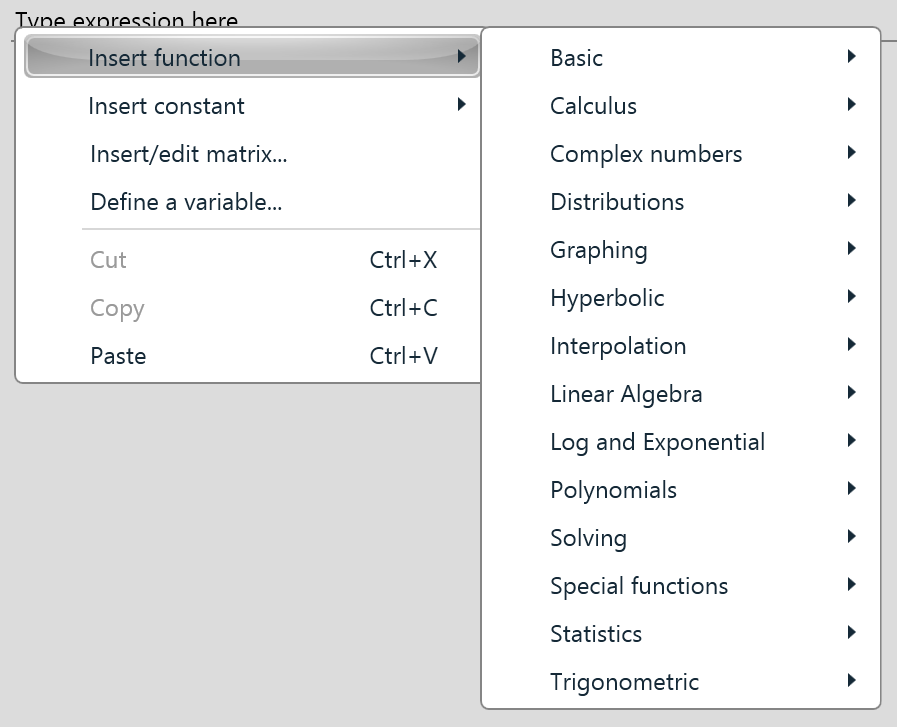 Type expression here
Insert function
Insert constant
Insert/edit matrix...
Define a variable...
Cut Ctrl+X
Copy Ctrl+C
Paste Ctrl+V
Basic
Calculus
Complex numbers
Distributions
Graphing
Hyperbolic
Interpolation
Linear Algebra
Log and Exponential
Polynomials
Solving
Special functions
Statistics
Trigonometric